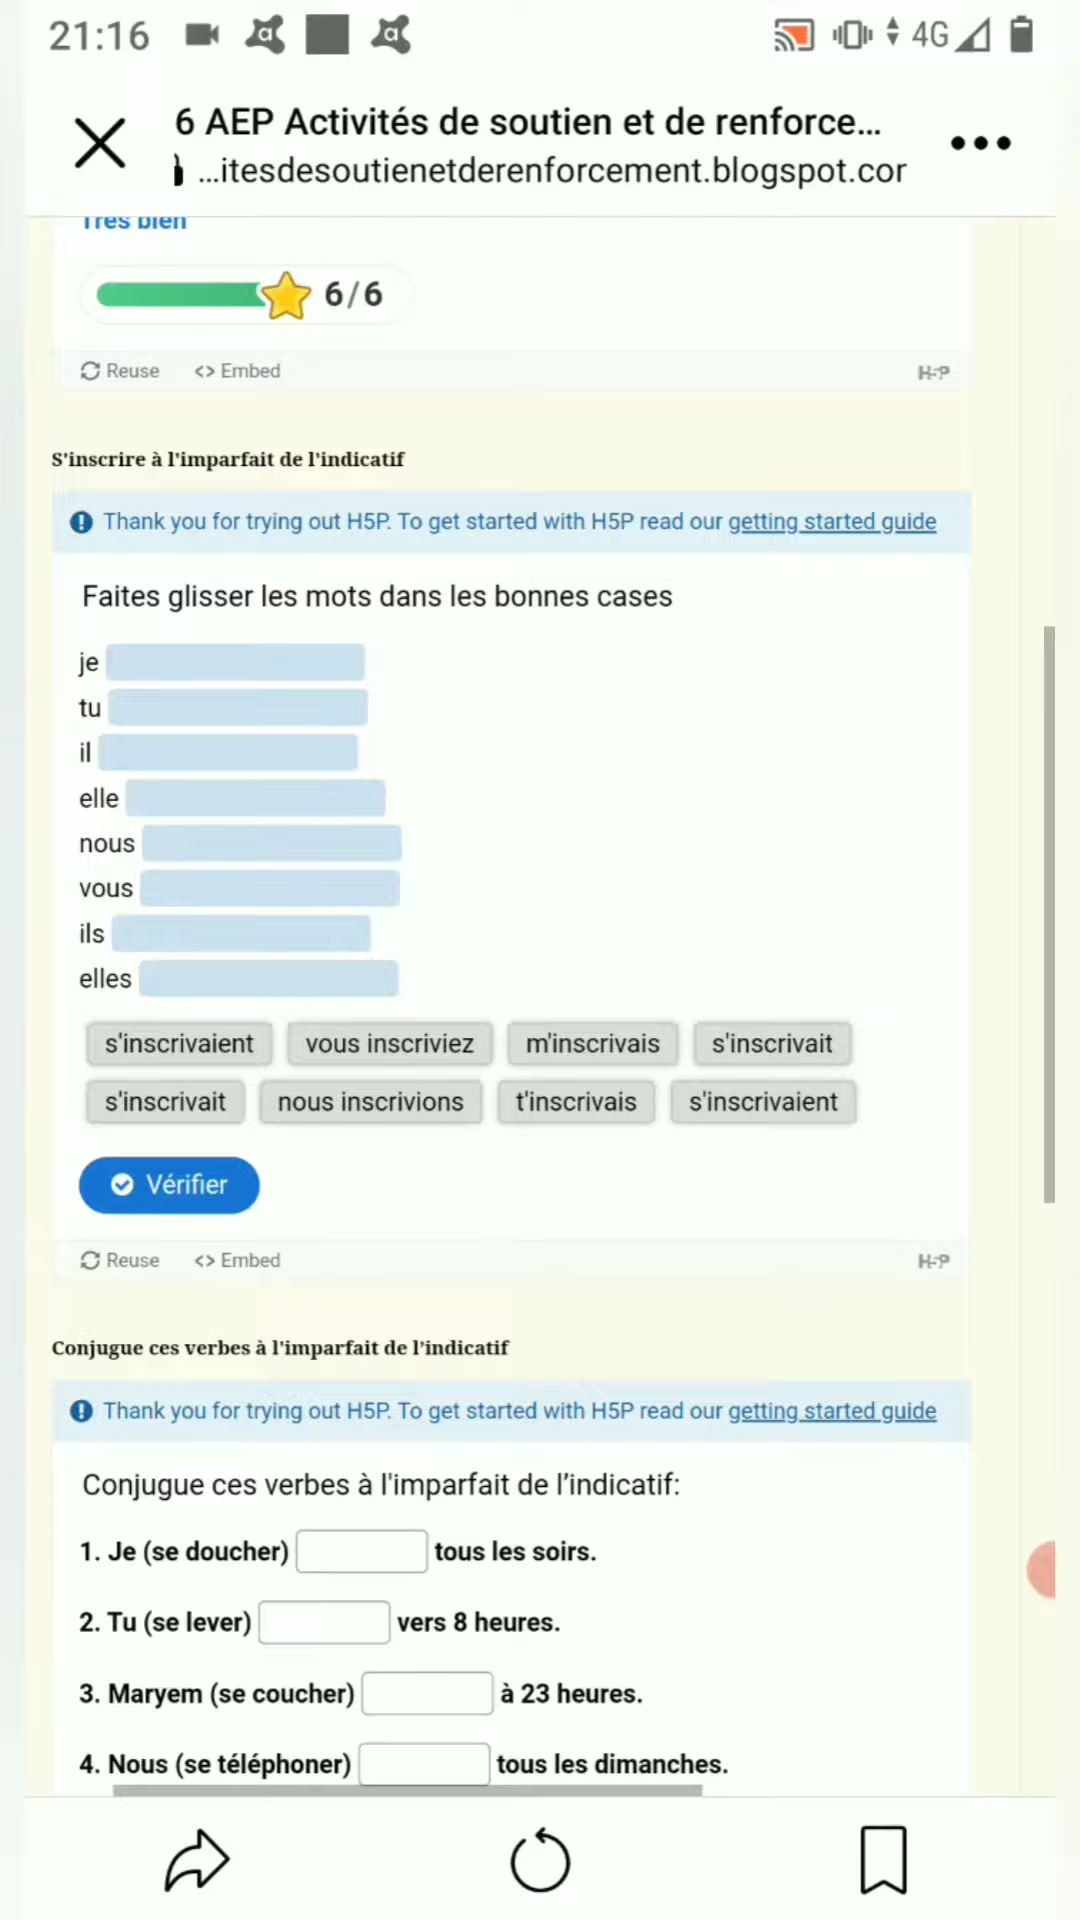 21:16
4G
6 AEP Activités de soutien et de renforce...
...itesdesoutienetderenforcement.blogspot.cor
Très bien
6/6
Reuse <> Embed
H-P
S'inscrire à l'imparfait de l'indicatif
Thank you for trying out H5P. To get started with H5P read our getting started guide
Faites glisser les mots dans les bonnes cases
je
tu
il
elle
nous
vous
ils
elles
s'inscrivaient vous inscriviez m'inscrivais s'inscrivait
s'inscrivait nous inscrivions t'inscrivais s'inscrivaient
Vérifier
Reuse <> Embed
H-P
Conjugue ces verbes à l'imparfait de l’indicatif
Thank you for trying out H5P. To get started with H5P read our getting started guide
Conjugue ces verbes à l'imparfait de l’indicatif:
1. Je (se doucher) tous les soirs.
2. Tu (se lever) vers 8 heures.
3. Maryem (se coucher) à 23 heures.
4. Nous (se téléphoner) tous les dimanches.